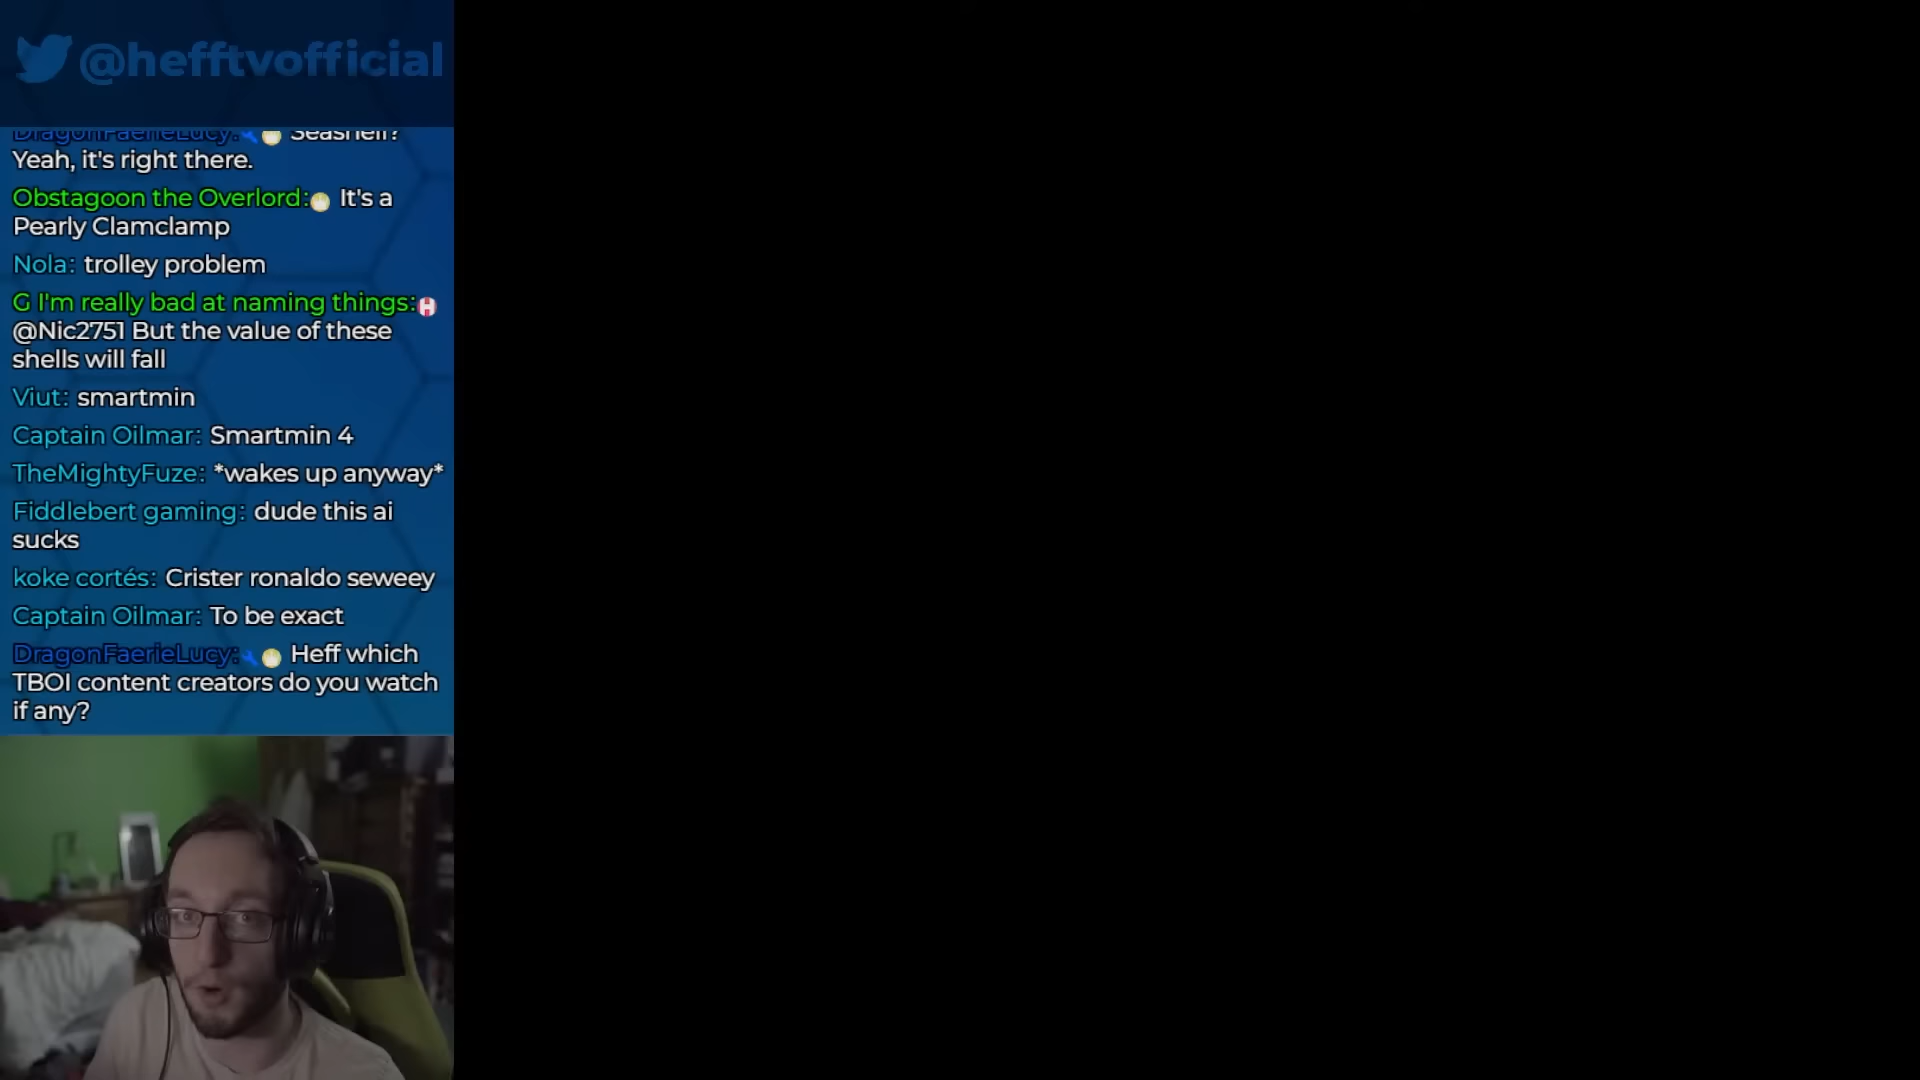 @hefftvofficial
DragonFaerieLucy: Seashell?
Yeah, it's right there.
Obstagoon the Overlord: It's a
Pearly Clamclamp
Nola: trolley problem
G I'm really bad at naming things:
@Nic2751 But the value of these
shells will fall
Viut: smartmin
Captain Oilmar: Smartmin 4
TheMightyFuze: *wakes up anyway*
Fiddlebert gaming: dude this ai
sucks
koke cortés: Crister ronaldo seweey
Captain Oilmar: To be exact
DragonFaerieLucy: Heff which
TBOI content creators do you watch
if any?